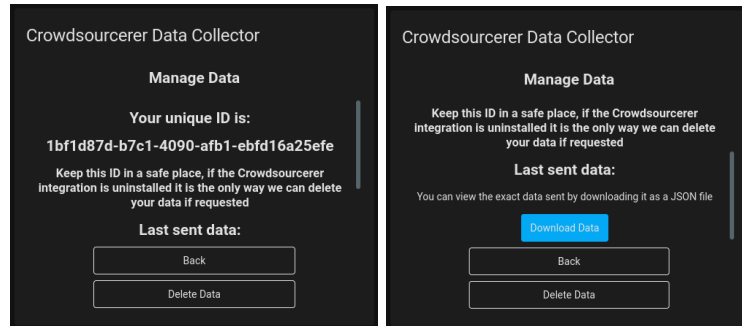 Crowdsourcerer Data Collector
Manage Data
Your unique ID is:
1bf1d87d-b7c1-4090-afb1-ebfd16a25efe
Keep this ID in a safe place, if the Crowdsourcerer
integration is uninstalled it is the only way we can delete
your data if requested
Last sent data:
Back
Delete Data
Crowdsourcerer Data Collector
Manage Data
Keep this ID in a safe place, if the Crowdsourcerer
integration is uninstalled it is the only way we can delete
your data if requested
Last sent data:
You can view the exact data sent by downloading it as a JSON file
Download Data
Back
Delete Data